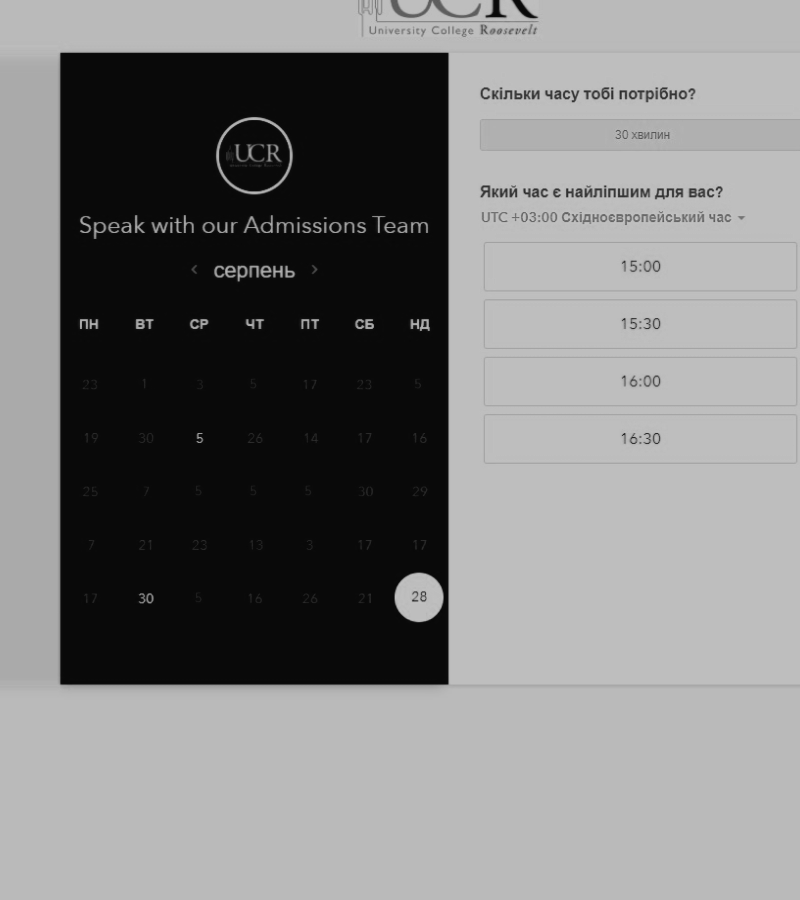 UCR
University College Roosevelt
UCR
Speak with our Admissions Team
< серпень >
ПН ВТ СР ЧТ ПТ СБ НД
23 1 3 5 17 23 5
19 30 5 26 14 17 16
25 7 5 5 5 30 29
7 21 23 13 3 17 17
17 30 5 16 26 21 28
Скільки часу тобі потрібно?
30 хвилин
Який час є найліпшим для вас?
UTC +03:00 Східноєвропейський час
15:00
15:30
16:00
16:30